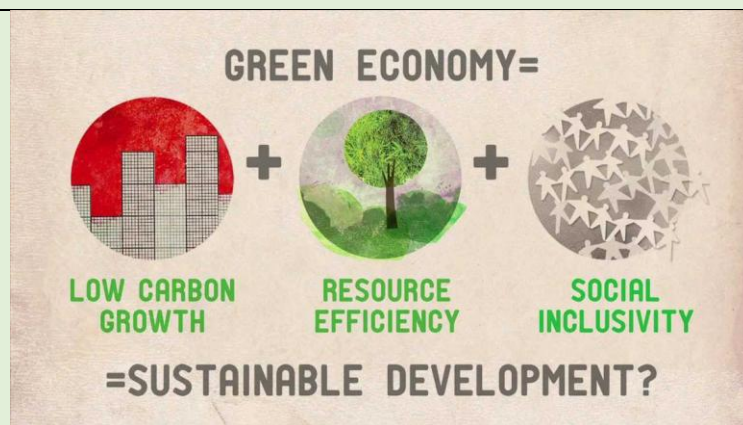 GREEN ECONOMY=
+ +
LOW CARBON
GROWTH
RESOURCE
EFFICIENCY
SOCIAL
INCLUSIVITY
=SUSTAINABLE DEVELOPMENT?